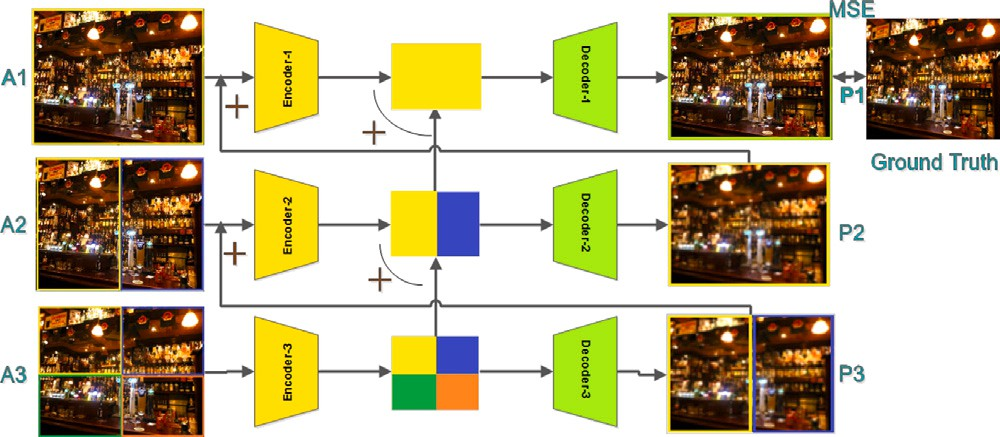 MSE
A1
+
Encoder-1
+
Decoder-1
P1
Ground Truth
A2
+
Encoder-2
+
Decoder-2
P2
A3
Encoder-3
Decoder-3
P3